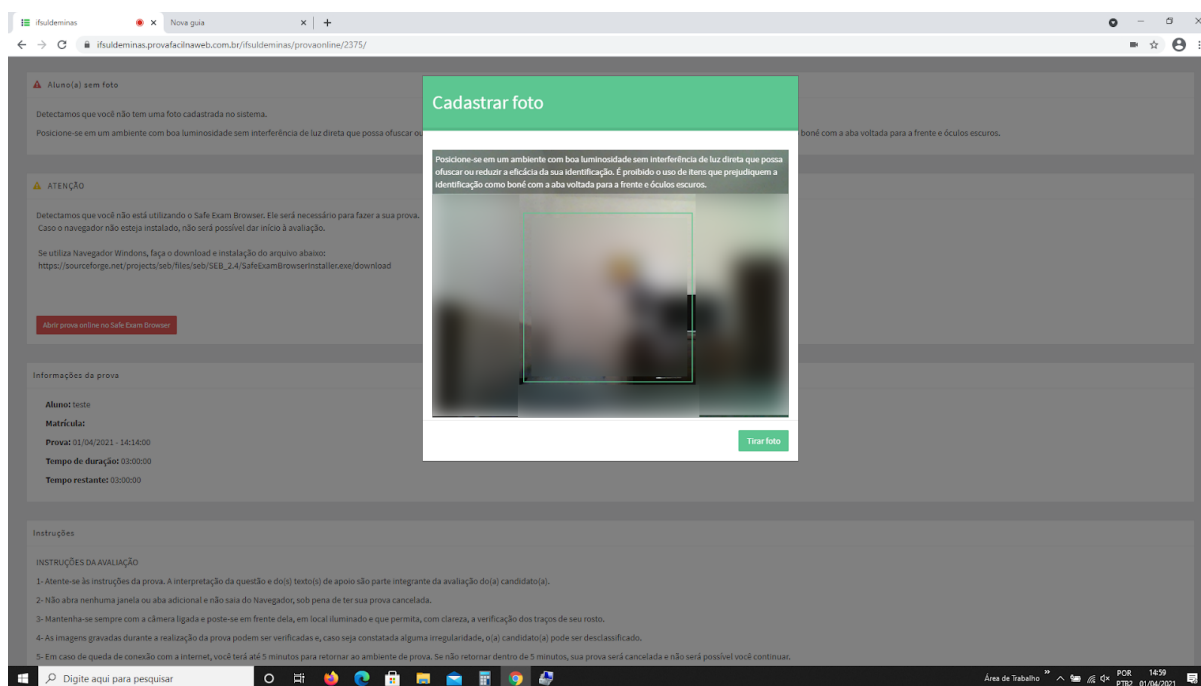 ifsuldeminas
Nova guia
ifsuldeminas.provafacilnaweb.com.br/ifsuldeminas/provaonline/2375/
Aluno(a) sem foto
Detectamos que você não tem uma foto cadastrada no sistema.
Posicione-se em um ambiente com boa luminosidade sem interferência de luz direta que possa ofuscar ou
boné com a aba voltada para a frente e óculos escuros.
Cadastrar foto
Posicione-se em um ambiente com boa luminosidade sem interferência de luz direta que possa
ofuscar ou reduzir a eficácia da sua identificação. É proibido o uso de itens que prejudiquem a
identificação como boné com a aba voltada para a frente e óculos escuros.
Tirar foto
ATENÇÃO
Detectamos que você não está utilizando o Safe Exam Browser. Ele será necessário para fazer a sua prova.
Caso o navegador não esteja instalado, não será possível dar início à avaliação.
Se utiliza Navegador Windons, faça o download e instalação do arquivo abaixo:
https://sourceforge.net/projects/seb/files/seb/SEB_2.4/SafeExamBrowserInstaller.exe/download
Abrir prova online no Safe Exam Browser
Informações da prova
Aluno: teste
Matrícula:
Prova: 01/04/2021 - 14:14:00
Tempo de duração: 03:00:00
Tempo restante: 03:00:00
Instruções
INSTRUÇÕES DA AVALIAÇÃO
1- Atente-se às instruções da prova. A interpretação da questão e do(s) texto(s) de apoio são parte integrante da avaliação do(a) candidato(a).
2- Não abra nenhuma janela ou aba adicional e não saia do Navegador, sob pena de ter sua prova cancelada.
3- Mantenha-se sempre com a câmera ligada e poste-se em frente dela, em local iluminado e que permita, com clareza, a verificação dos traços de seu rosto.
4- As imagens gravadas durante a realização da prova podem ser verificadas e, caso seja constatada alguma irregularidade, o(a) candidato(a) pode ser desclassificado.
5- Em caso de queda de conexão com a internet, você terá até 5 minutos para retornar ao ambiente de prova. Se não retornar dentro de 5 minutos, sua prova será cancelada e não será possível você continuar.
Digite aqui para pesquisar
Área de Trabalho
POR
PTB2
14:59
01/04/2021